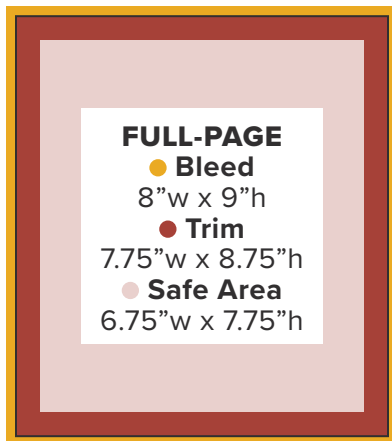 FULL-PAGE
Bleed
8”w x 9”h
Trim
7.75”w x 8.75”h
Safe Area
6.75”w x 7.75”h